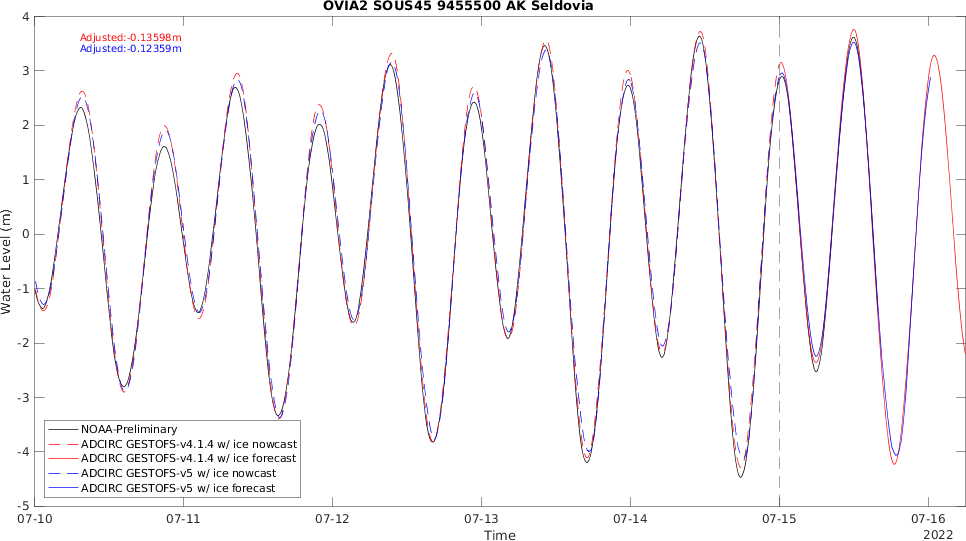 OVIA2 SOUS45 9455500 AK Seldovia
Adjusted:-0.13598m
Adjusted:-0.12359m
4
3
2
1
0
-1
-2
-3
-4
-5
Water Level (m)
NOAA-Preliminary
ADCIRC GESTOFS-v4.1.4 w/ ice nowcast
ADCIRC GESTOFS-v4.1.4 w/ ice forecast
ADCIRC GESTOFS-v5 w/ ice nowcast
ADCIRC GESTOFS-v5 w/ ice forecast
07-10 07-11 07-12 07-13 07-14 07-15 07-16
Time
2022